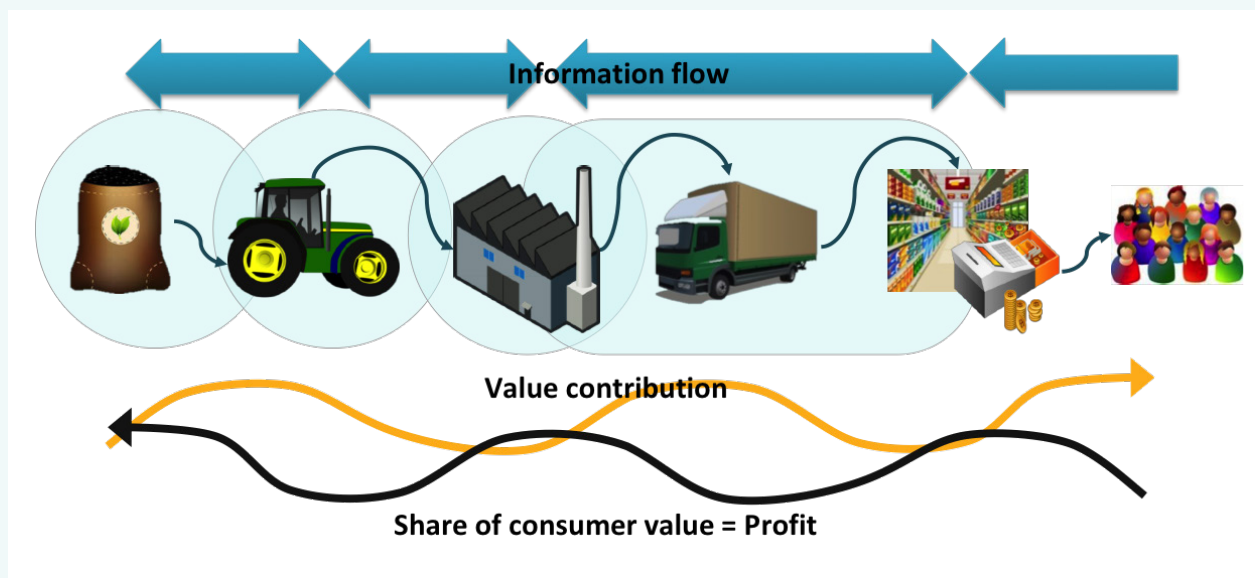 Information flow
Value contribution
Share of consumer value = Profit